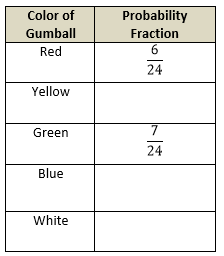 Color of Gumball Probability Fraction
Red 6/24
Yellow
Green 7/24
Blue
White